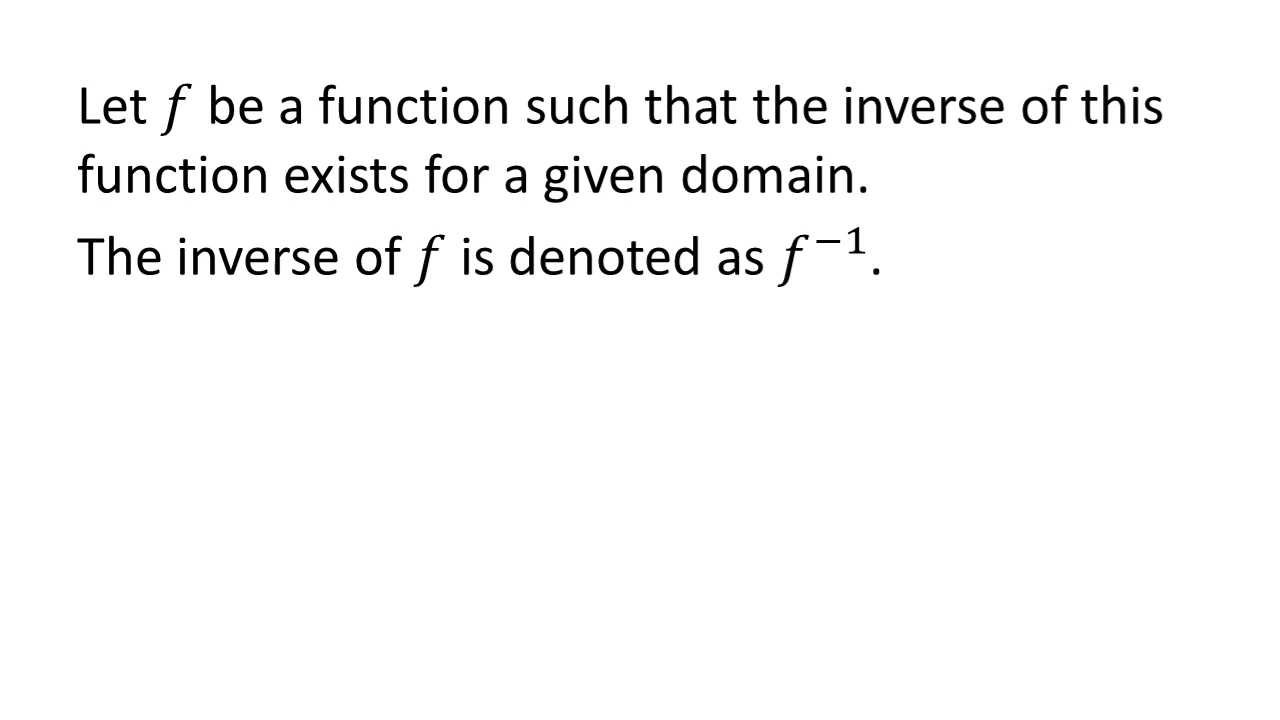 Let f be a function such that the inverse of this
function exists for a given domain.
The inverse of f is denoted as f⁻¹.